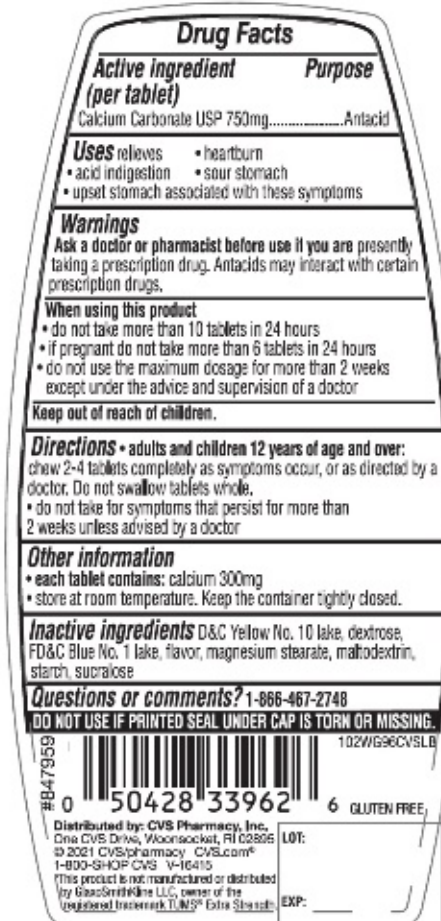 Drug Facts
Active ingredient Purpose
(per tablet)
Calcium Carbonate USP 750mg.....................Antacid
Uses relieves • heartburn
• acid indigestion • sour stomach
• upset stomach associated with these symptoms
Warnings
Ask a doctor or pharmacist before use if you are presently
taking a prescription drug. Antacids may interact with certain
prescription drugs.
When using this product
• do not take more than 10 tablets in 24 hours
• if pregnant do not take more than 6 tablets in 24 hours
• do not use the maximum dosage for more than 2 weeks
except under the advice and supervision of a doctor
Keep out of reach of children.
Directions • adults and children 12 years of age and over:
chew 2-4 tablets completely as symptoms occur, or as directed by a
doctor. Do not swallow tablets whole.
• do not take for symptoms that persist for more than
2 weeks unless advised by a doctor
Other information
• each tablet contains: calcium 300mg
• store at room temperature. Keep the container tightly closed.
Inactive ingredients D&C Yellow No. 10 lake, dextrose,
FD&C Blue No. 1 lake, flavor, magnesium stearate, maltodextrin,
starch, sucralose
Questions or comments? 1-866-467-2748
DO NOT USE IF PRINTED SEAL UNDER CAP IS TORN OR MISSING.
102WG96CVSLB
#B47959
0 50428 33962 6 GLUTEN FREE
Distributed by: CVS Pharmacy, Inc.
One CVS Drive, Woonsocket, RI 02895
© 2021 CVS/pharmacy CVS.com®
1-800-SHOP CVS V-16415
*This product is not manufactured or distributed
by GlaxoSmithKline LLC, owner of the
registered trademark TUMS® Extra Strength.
LOT:
EXP: